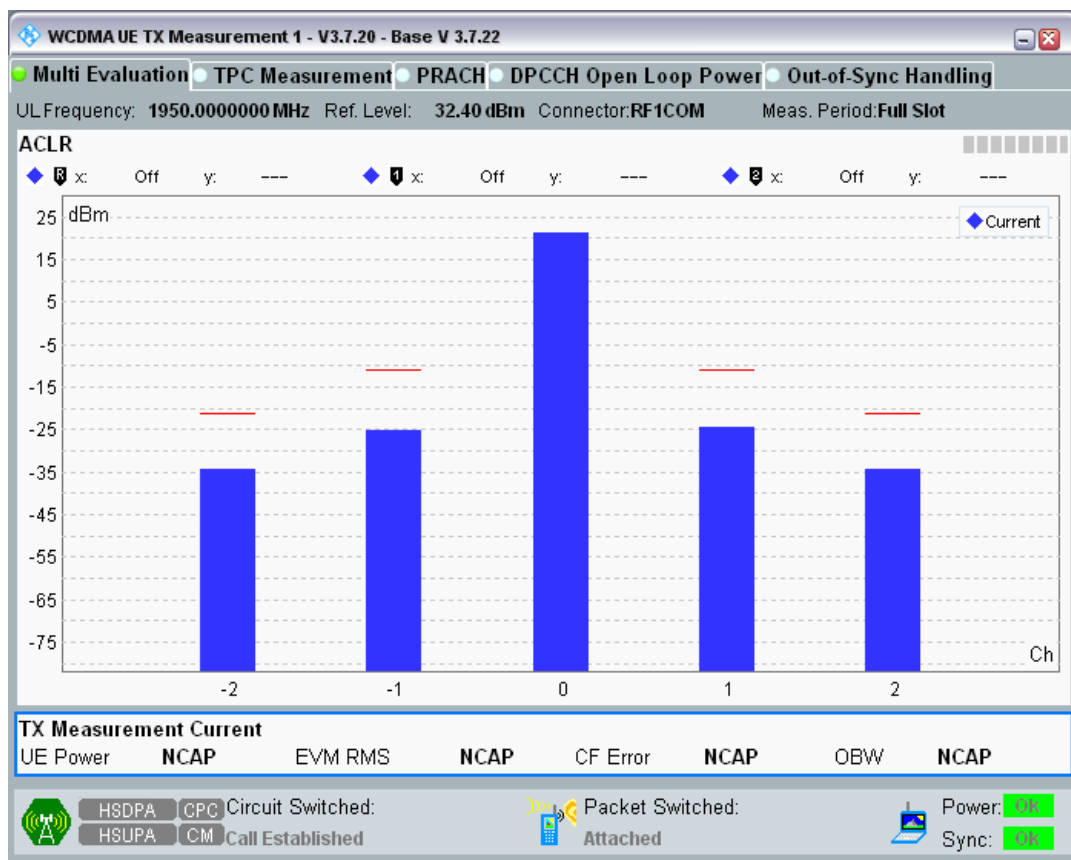 WCDMA UE TX Measurement 1 - V3.7.20 - Base V 3.7.22
Multi Evaluation TPC Measurement PRACH DPCCH Open Loop Power Out-of-Sync Handling
UL Frequency: 1950.0000000 MHz Ref. Level: 32.40 dBm Connector:RF1COM Meas. Period:Full Slot
ACLR
R x: Off y: --- 1 x: Off y: --- 2 x: Off y: ---
dBm
Current
25
15
5
-5
-15
-25
-35
-45
-55
-65
-75
Ch
-2 -1 0 1 2
TX Measurement Current
UE Power NCAP EVM RMS NCAP CF Error NCAP OBW NCAP
HSDPA CPC Circuit Switched: Packet Switched: Power: OK
HSUPA CM Call Established Attached Sync: OK